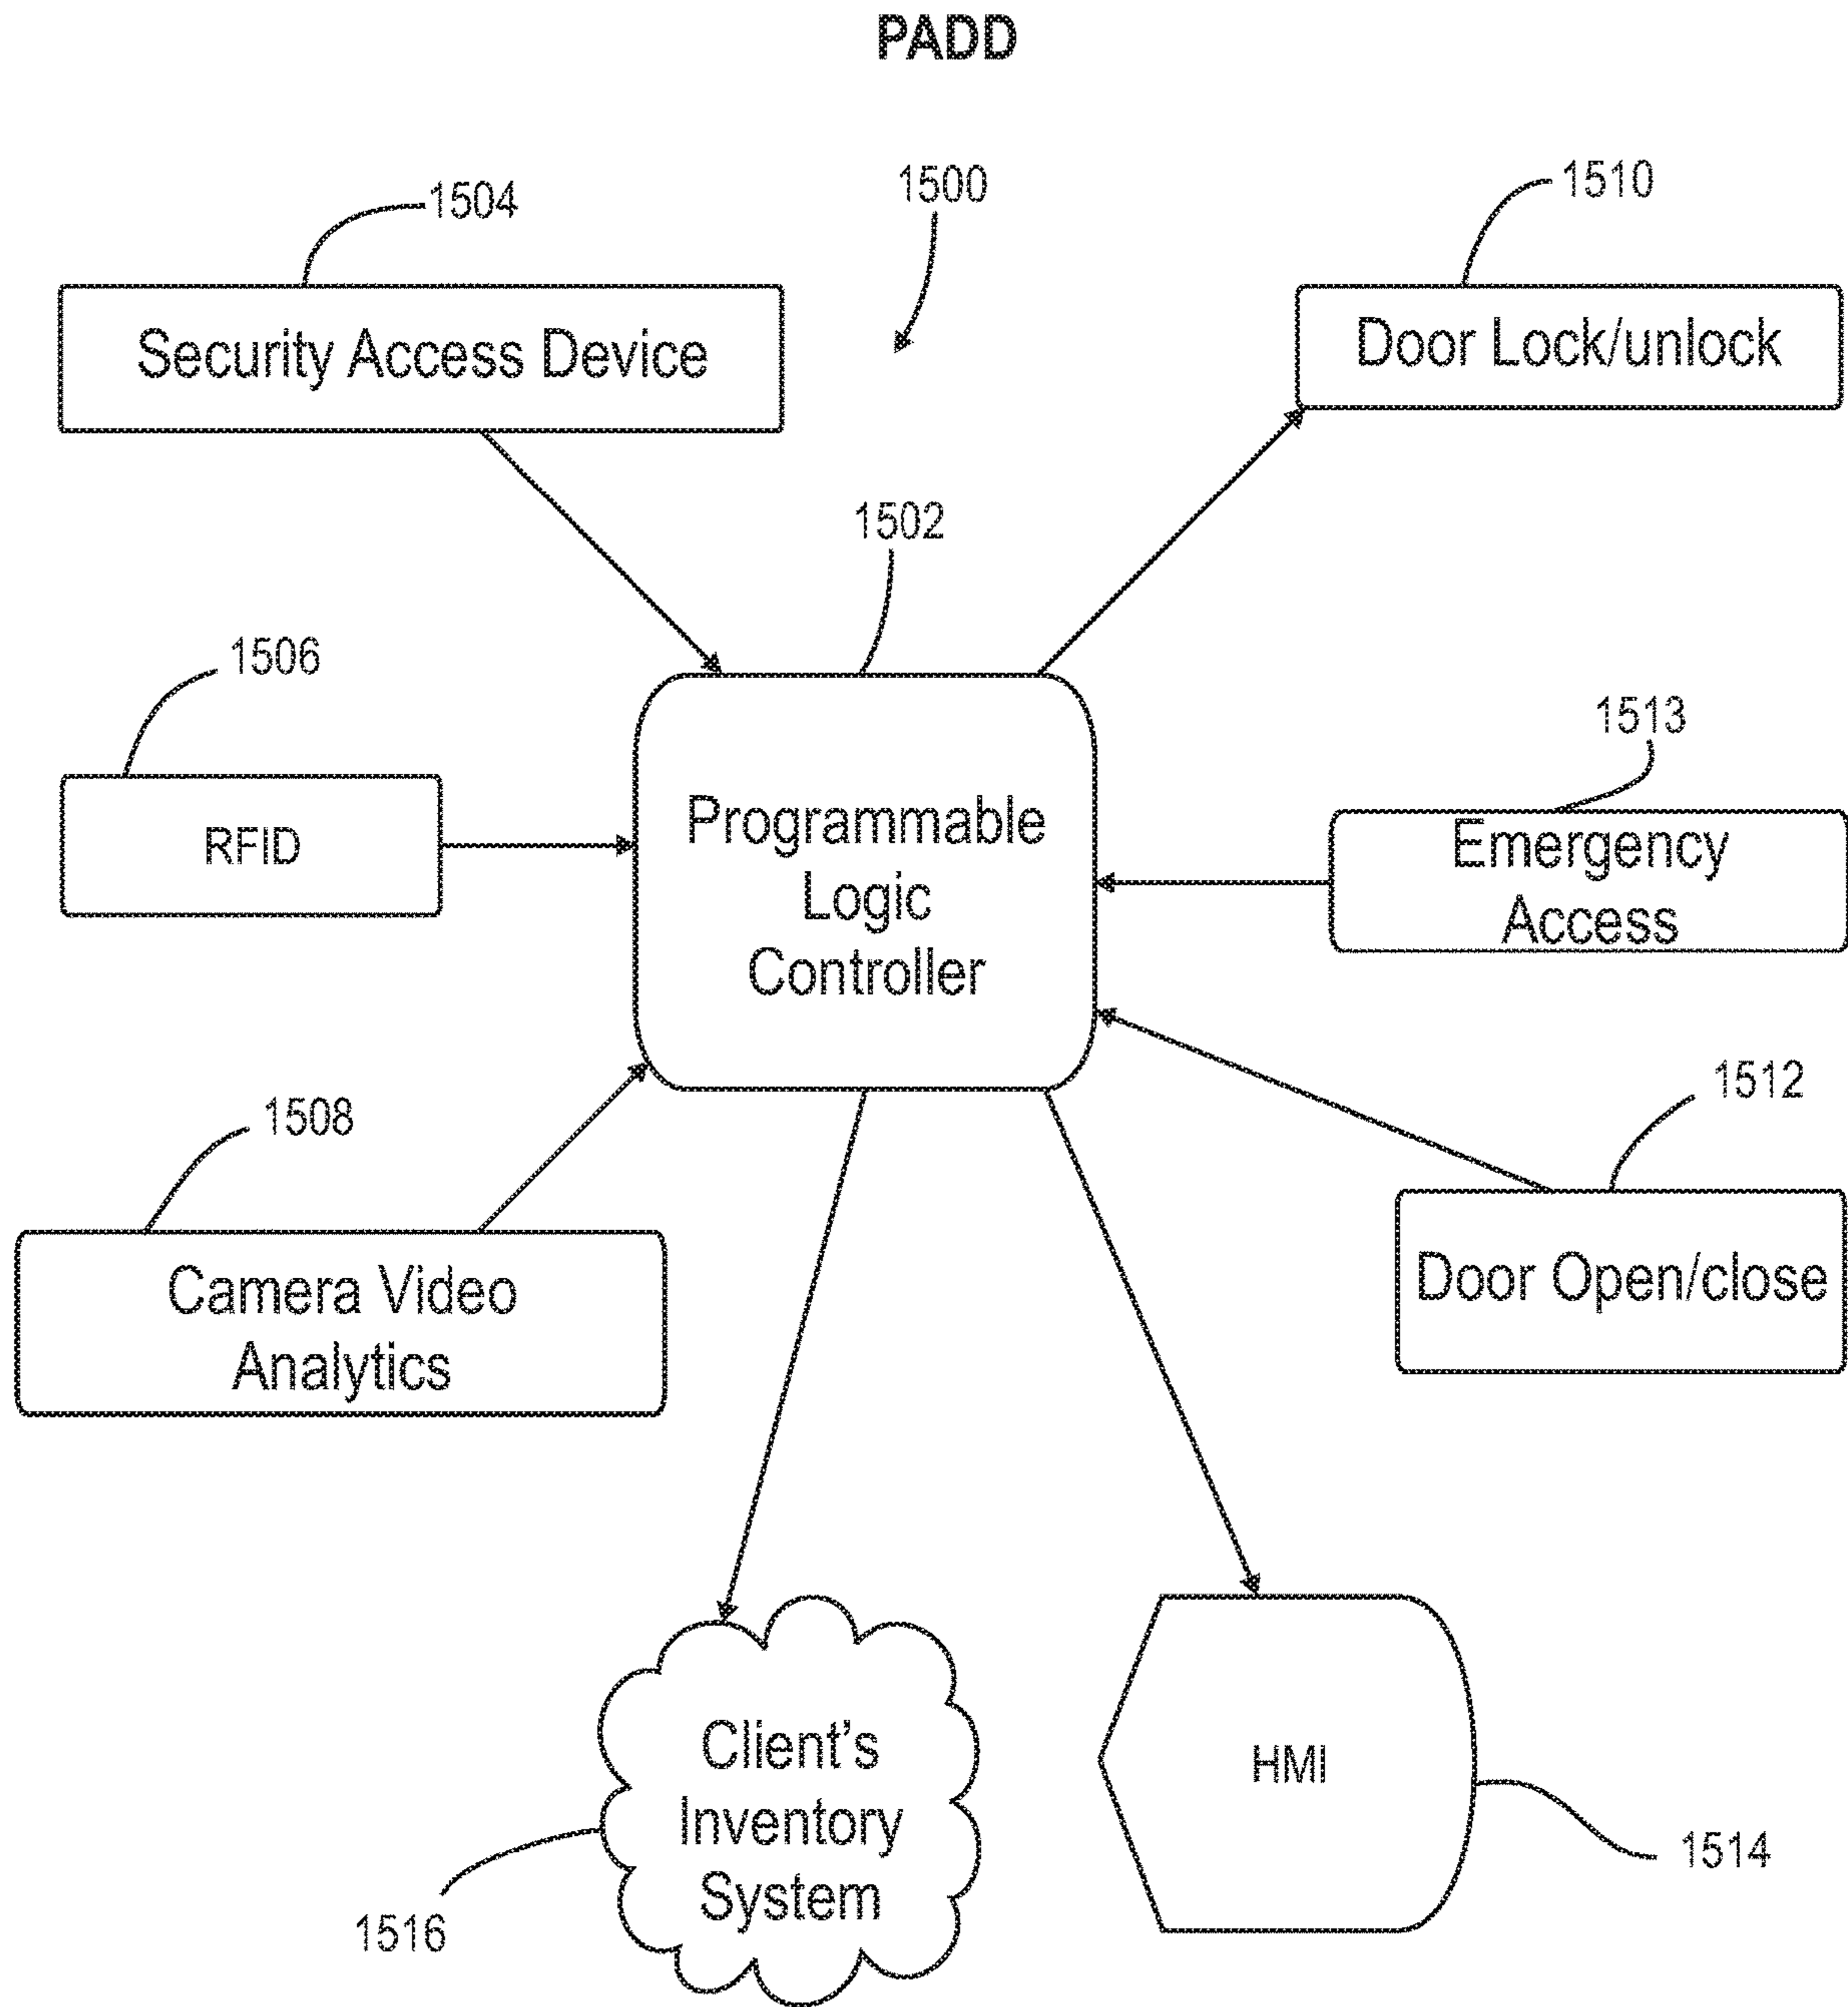 PADD
1504
1500
1510
Security Access Device
Door Lock/unlock
1502
1506
1513
RFID
Programmable
Logic
Controller
Emergency
Access
1508
1512
Camera Video
Analytics
Door Open/close
Client's
Inventory
System
HMI
1514
1516